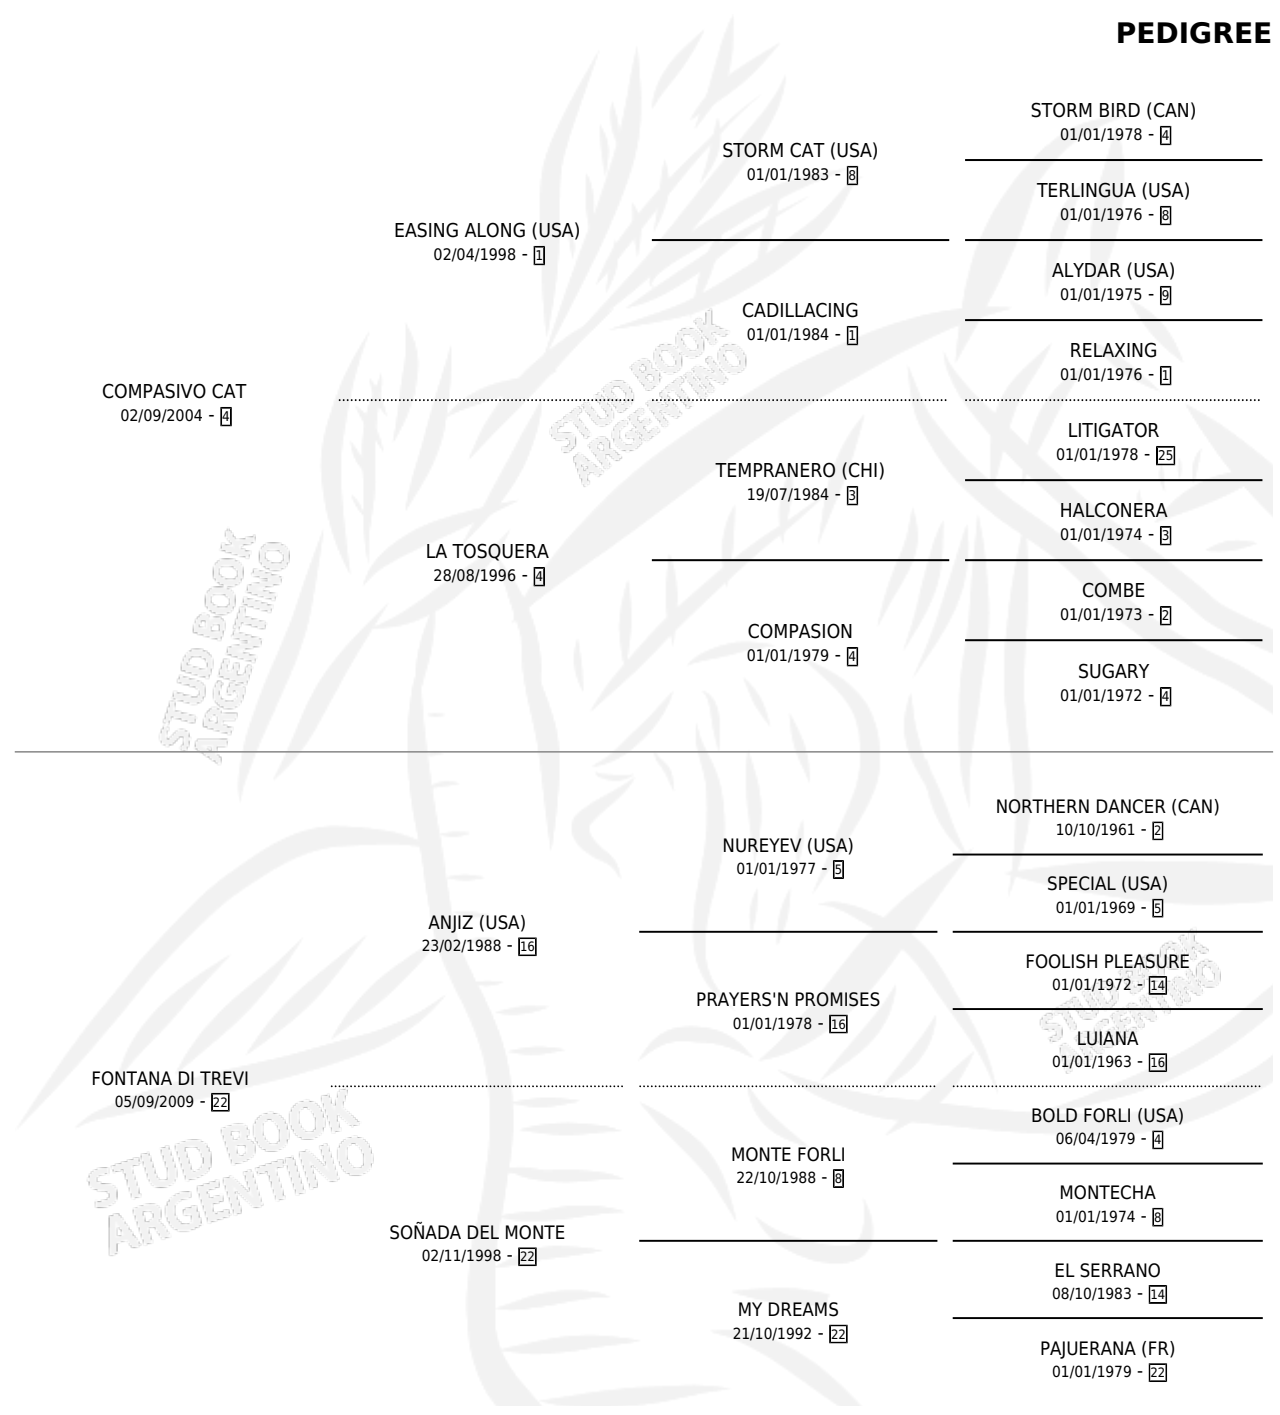 PEDIGREE
STORM BIRD (CAN)
01/01/1978 - 4
STORM CAT (USA)
01/01/1983 - 8
TERLINGUA (USA)
01/01/1976 - 8
EASING ALONG (USA)
02/04/1998 - 1
ALYDAR (USA)
01/01/1975 - 9
CADILLACING
01/01/1984 - 1
RELAXING
01/01/1976 - 1
COMPASIVO CAT
02/09/2004 - 4
LITIGATOR
01/01/1978 - 25
TEMPRANERO (CHI)
19/07/1984 - 3
HALCONERA
01/01/1974 - 3
LA TOSQUERA
28/08/1996 - 4
COMBE
01/01/1973 - 2
COMPASION
01/01/1979 - 4
SUGARY
01/01/1972 - 4
NORTHERN DANCER (CAN)
10/10/1961 - 2
NUREYEV (USA)
01/01/1977 - 5
SPECIAL (USA)
01/01/1969 - 5
ANJIZ (USA)
23/02/1988 - 16
FOOLISH PLEASURE
01/01/1972 - 14
PRAYERS'N PROMISES
01/01/1978 - 16
LUIANA
01/01/1963 - 16
FONTANA DI TREVI
05/09/2009 - 22
BOLD FORLI (USA)
06/04/1979 - 4
MONTE FORLI
22/10/1988 - 8
MONTECHA
01/01/1974 - 8
SOÑADA DEL MONTE
02/11/1998 - 22
EL SERRANO
08/10/1983 - 14
MY DREAMS
21/10/1992 - 22
PAJUERANA (FR)
01/01/1979 - 22
STUD BOOK
ARGENTINO
STUD BOOK
ARGENTINO
STUD BOOK
ARGENTINO
STUD BOOK
ARGENTINO